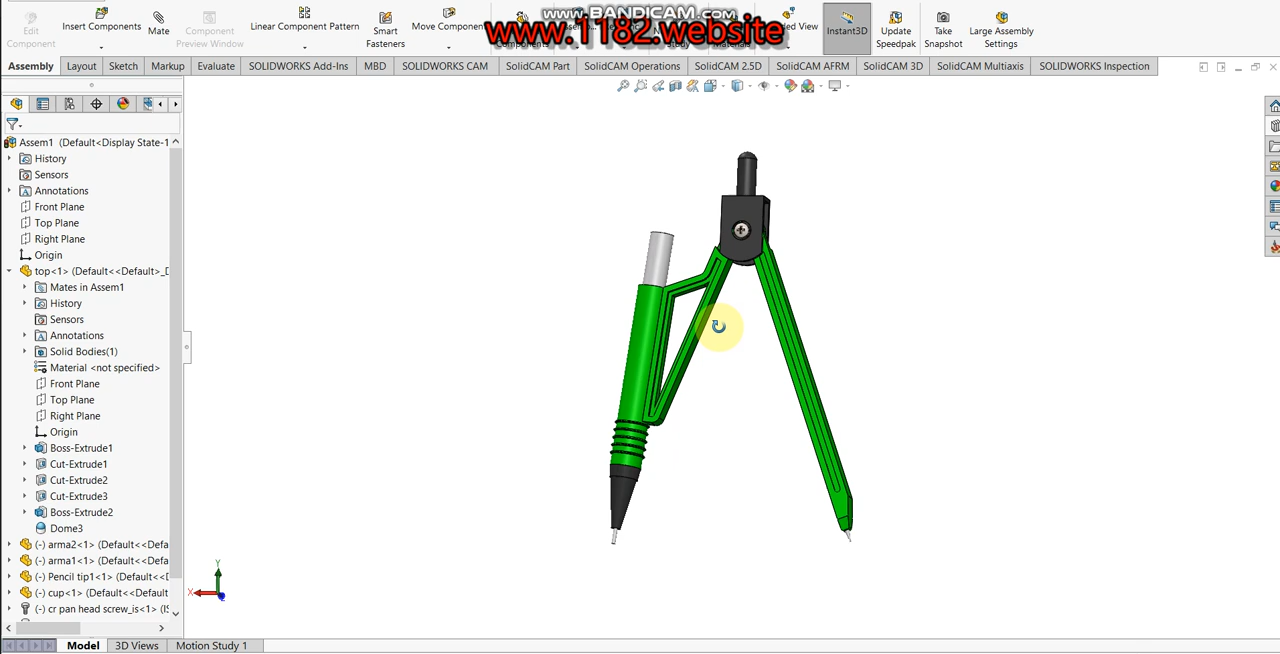 www.BANDICAM.com
www.1182.website
Edit
Component
Insert Components
Mate
Component
Preview Window
Linear Component Pattern
Smart
Fasteners
Move Component
Components
Study
Materials
View
Instant3D
Update
Speedpak
Take
Snapshot
Large Assembly
Settings
Assembly
Layout
Sketch
Markup
Evaluate
SOLIDWORKS Add-Ins
MBD
SOLIDWORKS CAM
SolidCAM Part
SolidCAM Operations
SolidCAM 2.5D
SolidCAM AFRM
SolidCAM 3D
SolidCAM Multiaxis
SOLIDWORKS Inspection
Assem1 (Default<Display State-1
History
Sensors
Annotations
Front Plane
Top Plane
Right Plane
Origin
top<1> (Default<<Default>_D
Mates in Assem1
History
Sensors
Annotations
Solid Bodies(1)
Material <not specified>
Front Plane
Top Plane
Right Plane
Origin
Boss-Extrude1
Cut-Extrude1
Cut-Extrude2
Cut-Extrude3
Boss-Extrude2
Dome3
(-) arma2<1> (Default<<Defa
(-) arma1<1> (Default<<Defa
(-) Pencil tip1<1> (Default<<D
(-) cup<1> (Default<<Default
(-) cr pan head screw_is<1> (IS
Y
X
Model
3D Views
Motion Study 1